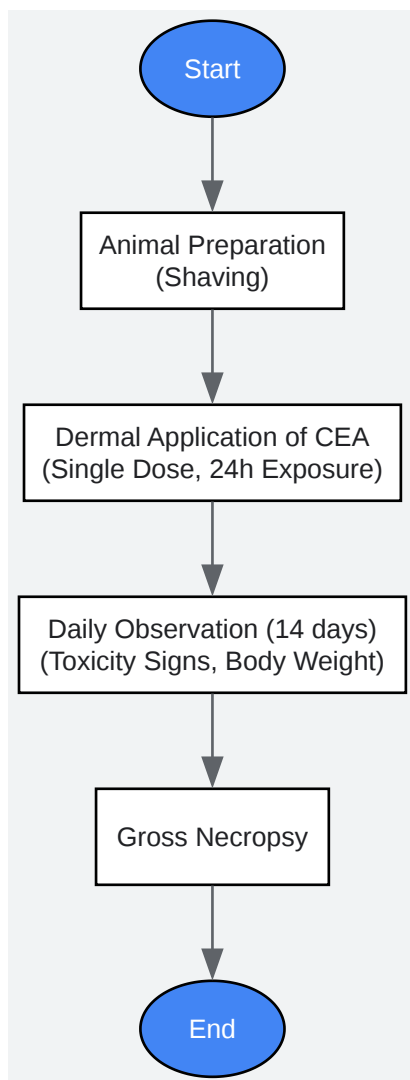 Start
Animal Preparation
(Shaving)
Dermal Application of CEA
(Single Dose, 24h Exposure)
Daily Observation (14 days)
(Toxicity Signs, Body Weight)
Gross Necropsy
End